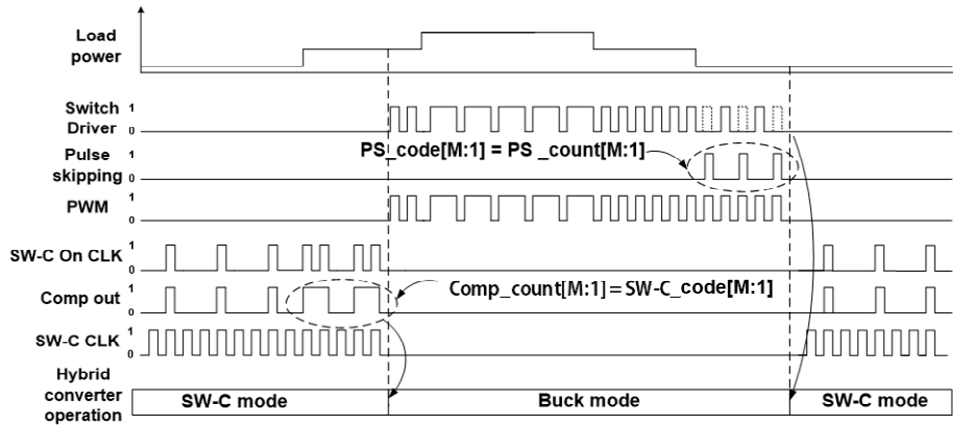 Load
power
Switch
Driver
1
0
PS_code[M:1] = PS _count[M:1]
Pulse
skipping
1
0
PWM
1
0
SW-C On CLK
1
0
Comp out
1
0
Comp_count[M:1] = SW-C_code[M:1]
SW-C CLK
1
0
Hybrid
converter
operation
SW-C mode
Buck mode
SW-C mode